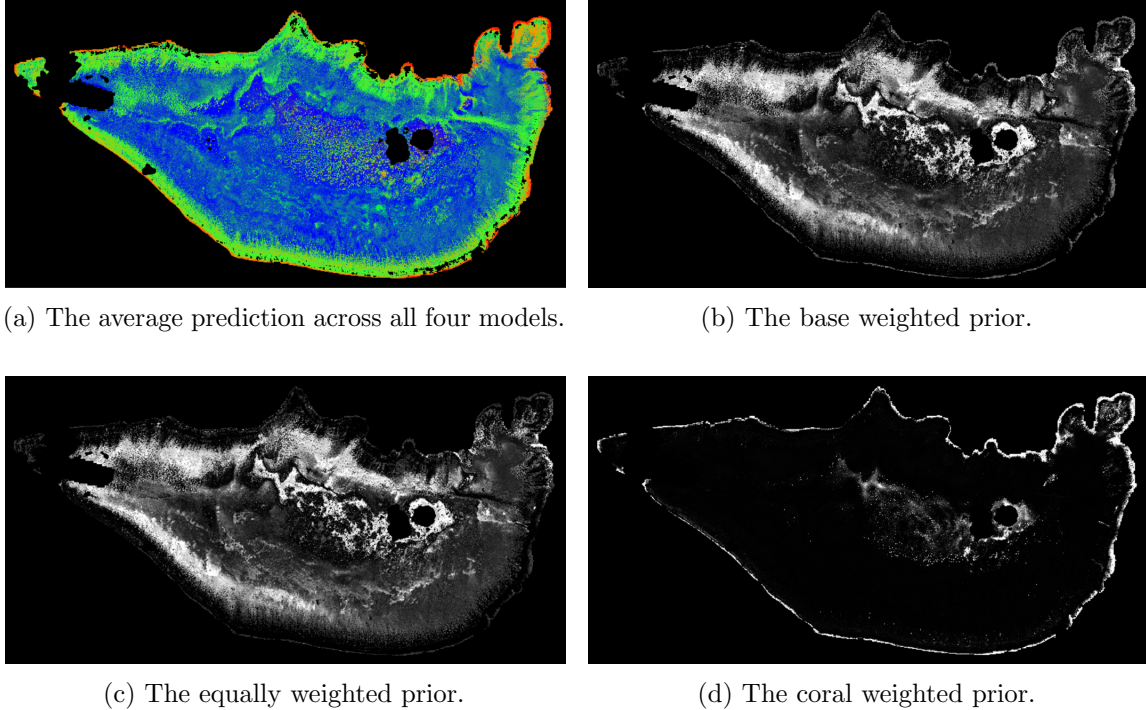 (a) The average prediction across all four models.
(b) The base weighted prior.
(c) The equally weighted prior.
(d) The coral weighted prior.